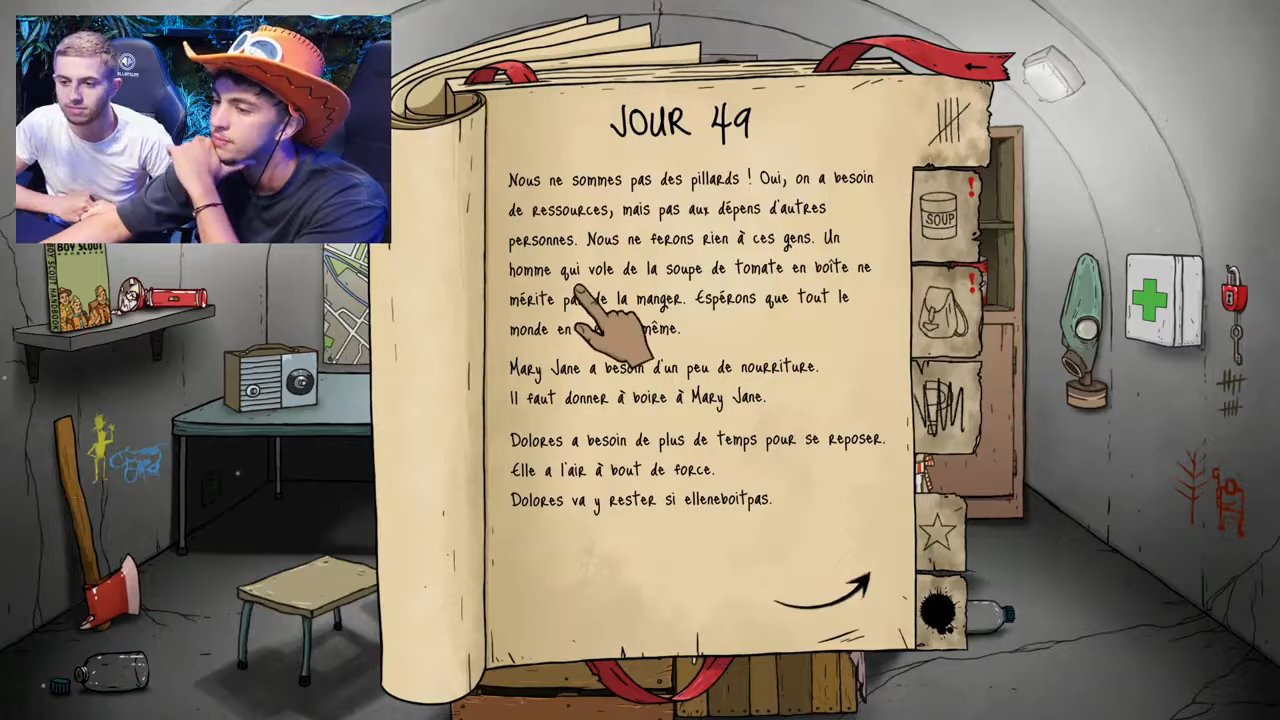 JOUR 49
Nous ne sommes pas des pillards ! Oui, on a besoin
de ressources, mais pas aux dépens d'autres
personnes. Nous ne ferons rien à ces gens. Un
homme qui vole de la soupe de tomate en boîte ne
mérite de la manger. Espérons que tout le
monde en même.
Mary Jane a besoin d'un peu de nourriture.
Il faut donner à boire à Mary Jane.
Dolores a besoin de plus de temps pour se reposer.
Elle a l'air à bout de force.
Dolores va y rester si elleneboitpas.
SOUP
BOY SCOUT
BOY SCOUT HANDBOOK